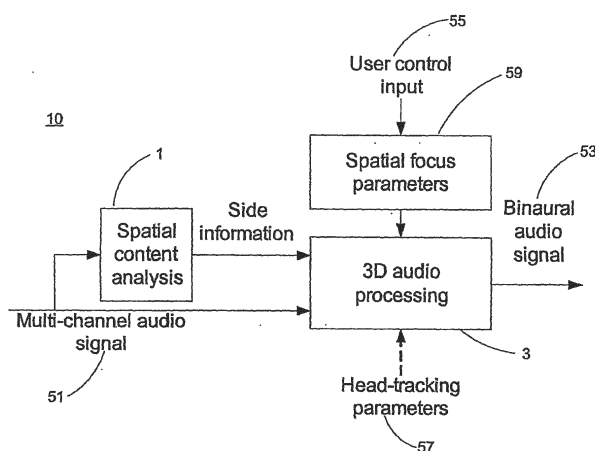 55
User control
input
59
10
53
1
Spatial focus
parameters
Binaural
audio
signal
Side
information
Spatial
content
analysis
3D audio
processing
Multi-channel audio
signal
3
51
Head-tracking
parameters
57